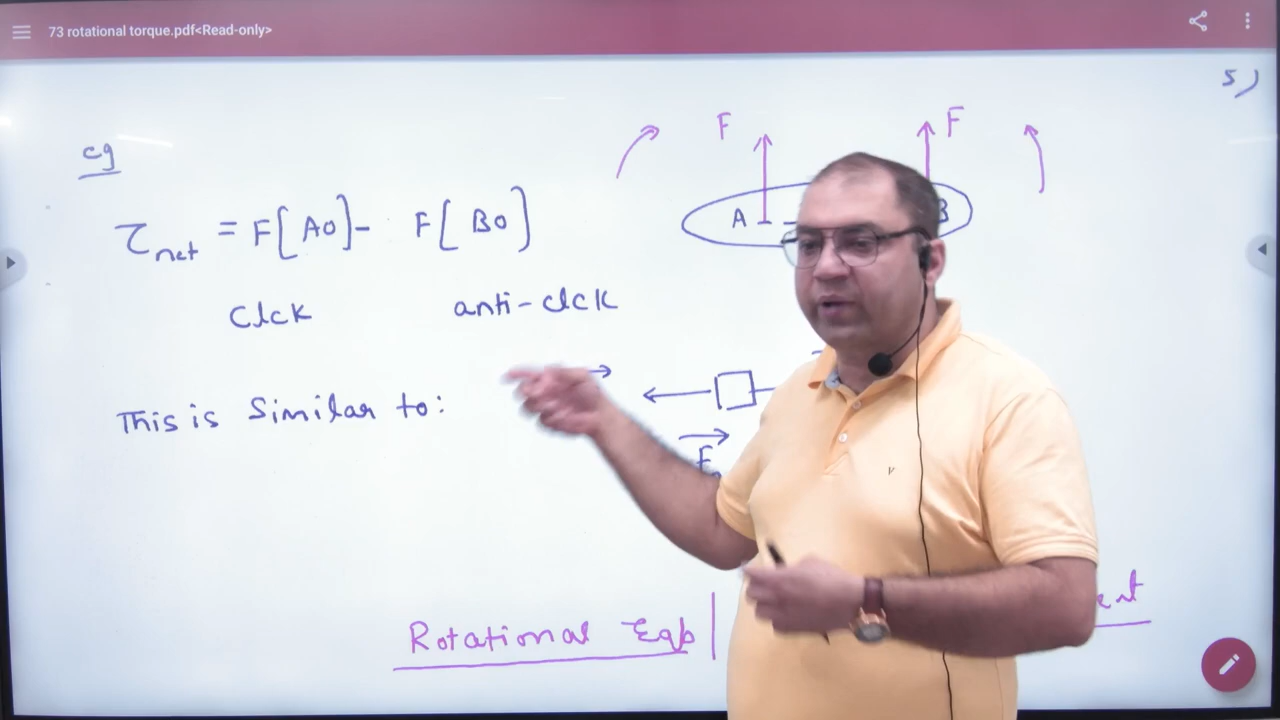 73 rotational torque.pdf<Read-only>
5)
eg
F F
τnet = F[AO] - F[BO]
A B
Clck anti-clck
This is Similar to:
F
Rotational Eqb |